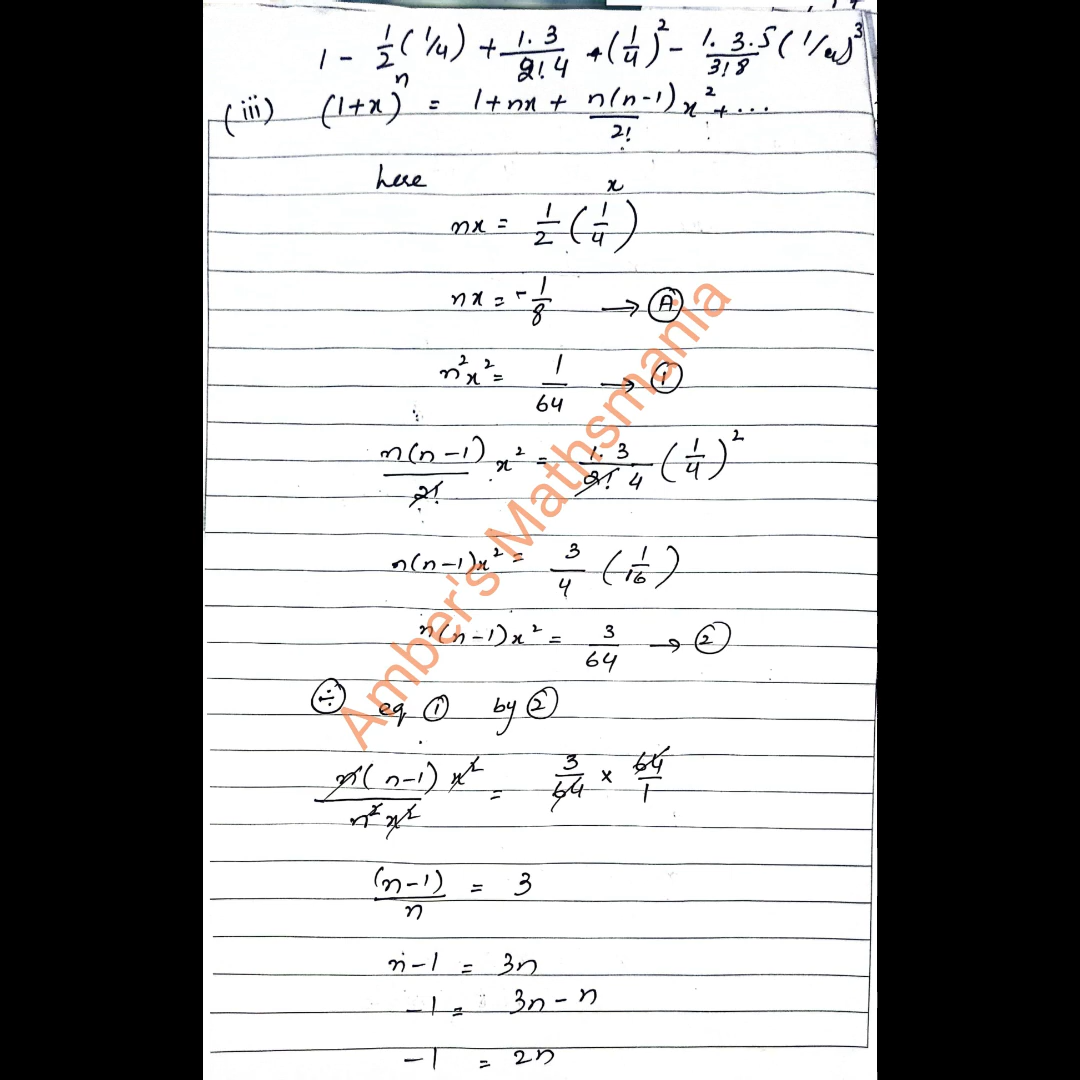 1 - 1/2 (1/4) + 1.3/2!4 (1/4)² - 1.3.5/3!8 (1/4)³
(iii) (1+x)ⁿ = 1+nx + n(n-1)/2! x² + ...
here x
nx = 1/2 (1/4)
nx = -1/8 → Ⓐ
n²x² = 1/64 → ①
n(n-1)/2! . x² = 1.3/2! 4 (1/4)²
n(n-1)x² = 3/4 (1/16)
n(n-1)x² = 3/64 → ②
÷ eq ① by ②
n(n-1)x²/n²x² = 3/64 × 64/1
(n-1)/n = 3
n-1 = 3n
-1 = 3n-n
-1 = 2n
Amber's Mathsmania